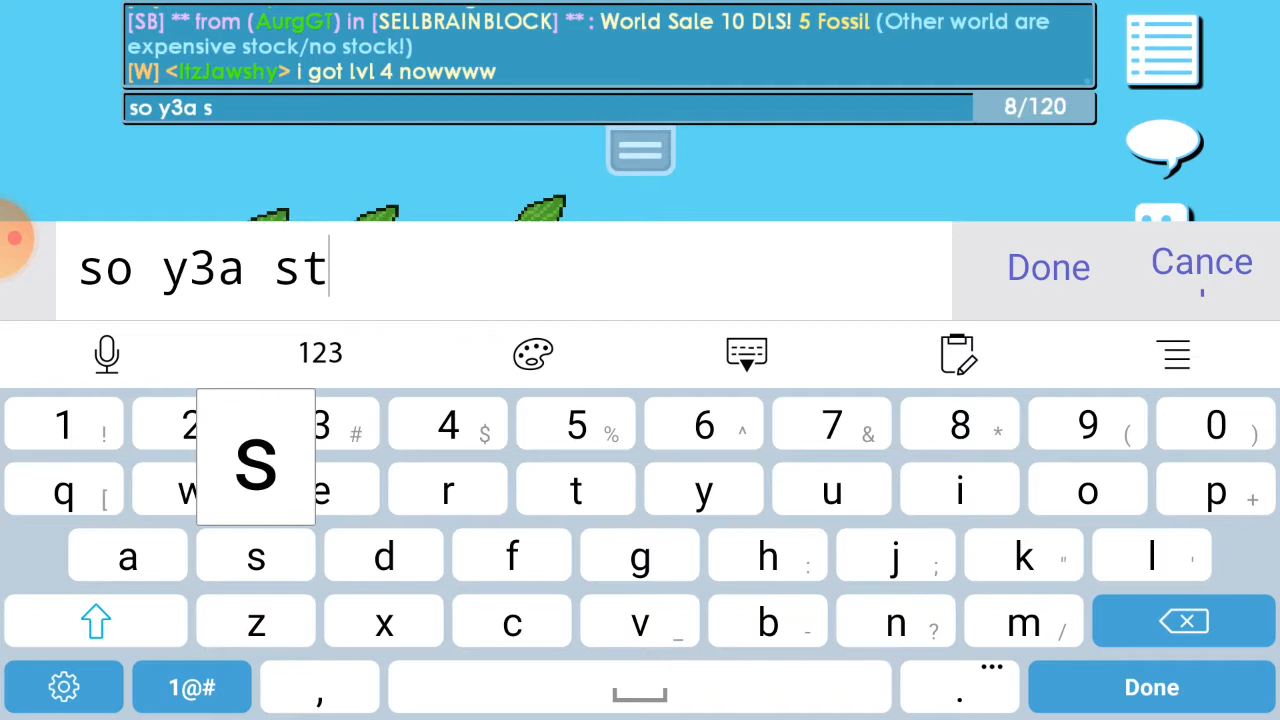 [SB] ** from (AurgGT) in [SELLBRAINBLOCK] ** : World Sale 10 DLS! 5 Fossil (Other world are
expensive stock/no stock!)
[W] <ItzJawshy> i got lvl 4 nowwww
so y3a s 8/120
so y3a st Done Cance
123
1 ! 2 3 # 4 $ 5 % 6 ^ 7 & 8 * 9 ( 0 )
q [ w e r t y u i o p +
s
a s d f g h : j ; k " l '
z x c v _ b - n ? m /
1@# , . ... Done